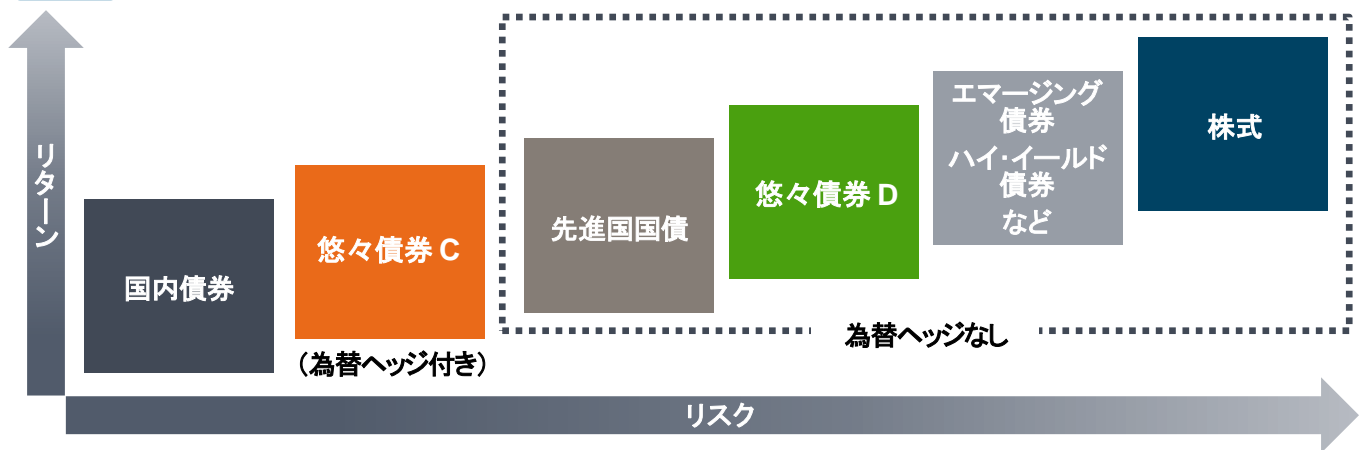 リターン
国内債券
悠々債券 C
（為替ヘッジ付き）
先進国国債
悠々債券 D
エマージング
債券
ハイ・イールド
債券
など
株式
為替ヘッジなし
リスク